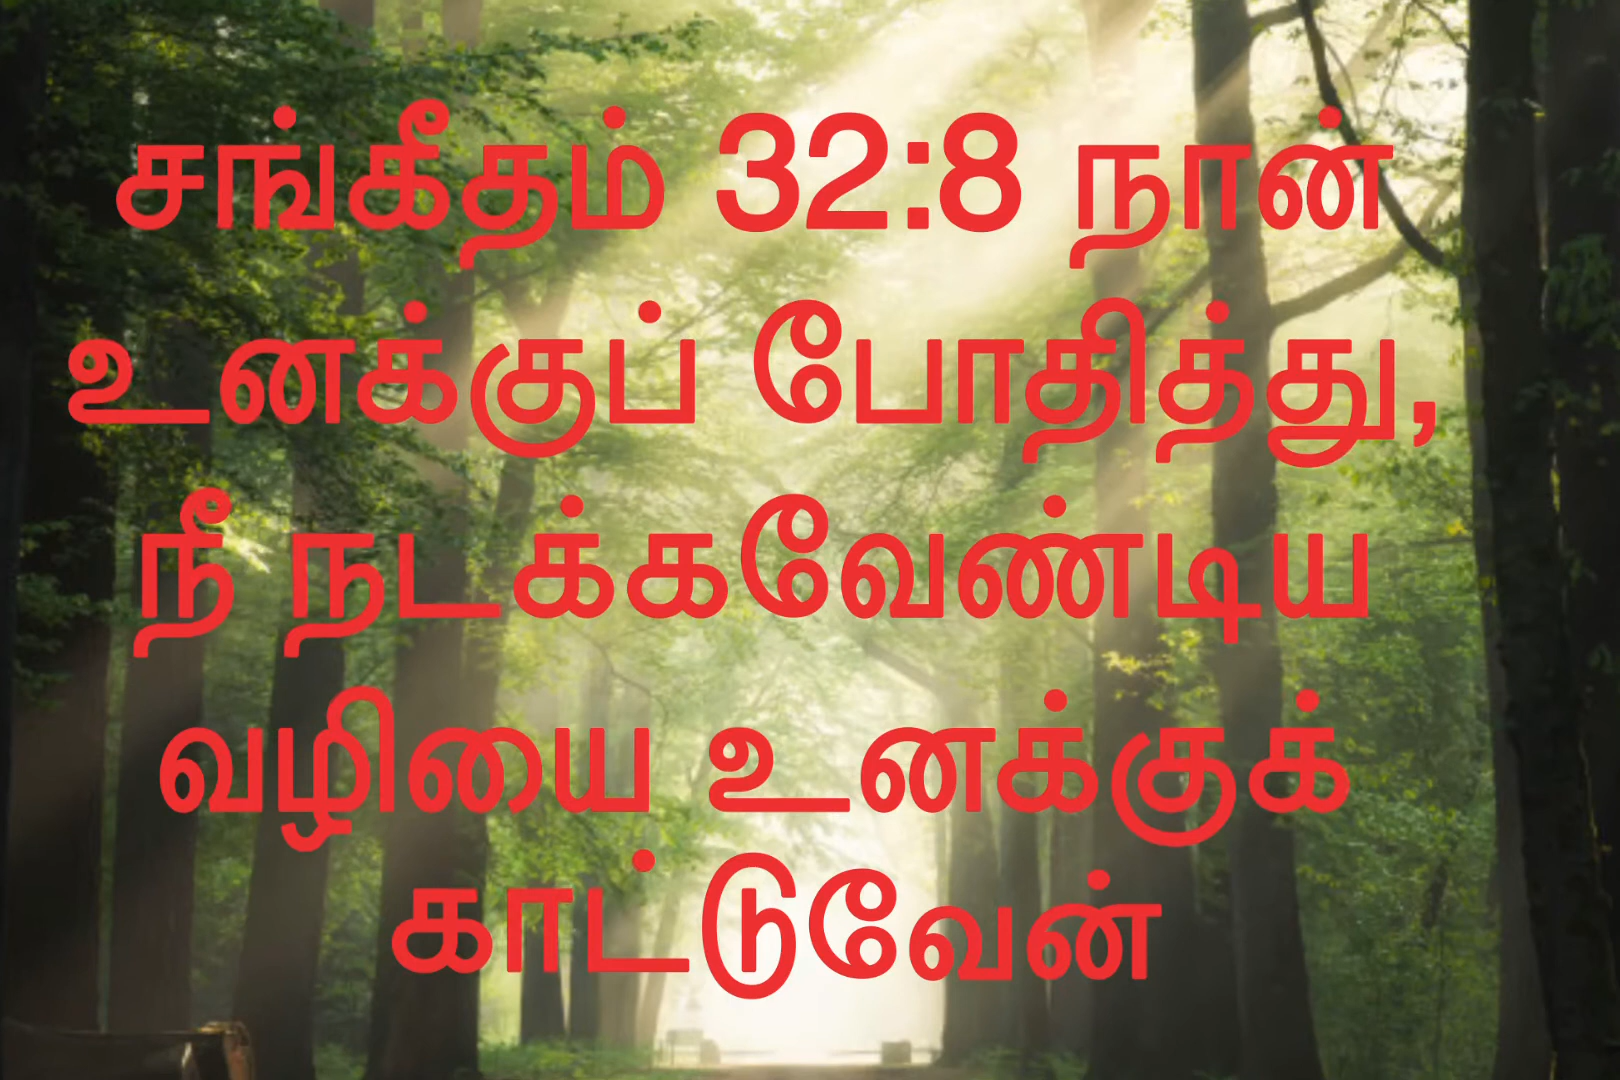 சங்கீதம் 32:8 நான்
உனக்குப் போதித்து,
நீ நடக்கவேண்டிய
வழியை உனக்குக்
காட்டுவேன்